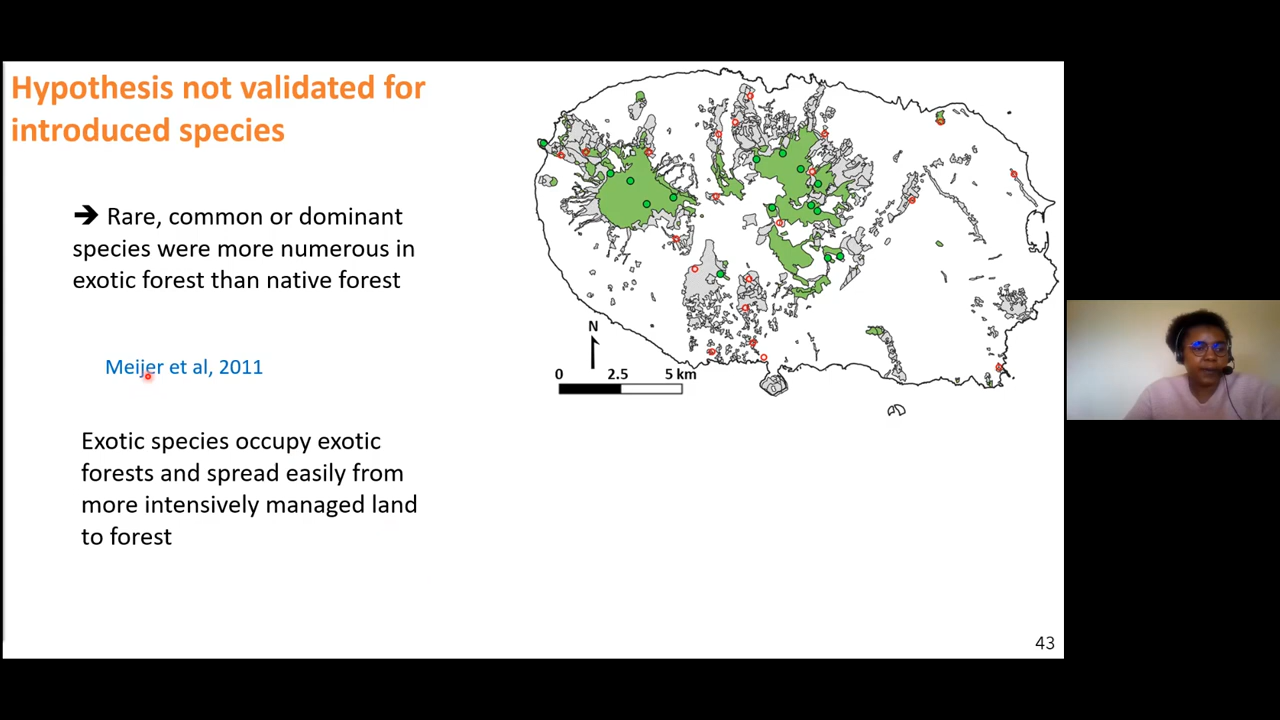 Hypothesis not validated for
introduced species
🡺 Rare, common or dominant
species were more numerous in
exotic forest than native forest
Meijer et al, 2011
Exotic species occupy exotic
forests and spread easily from
more intensively managed land
to forest
N
0 2.5 5 km
43